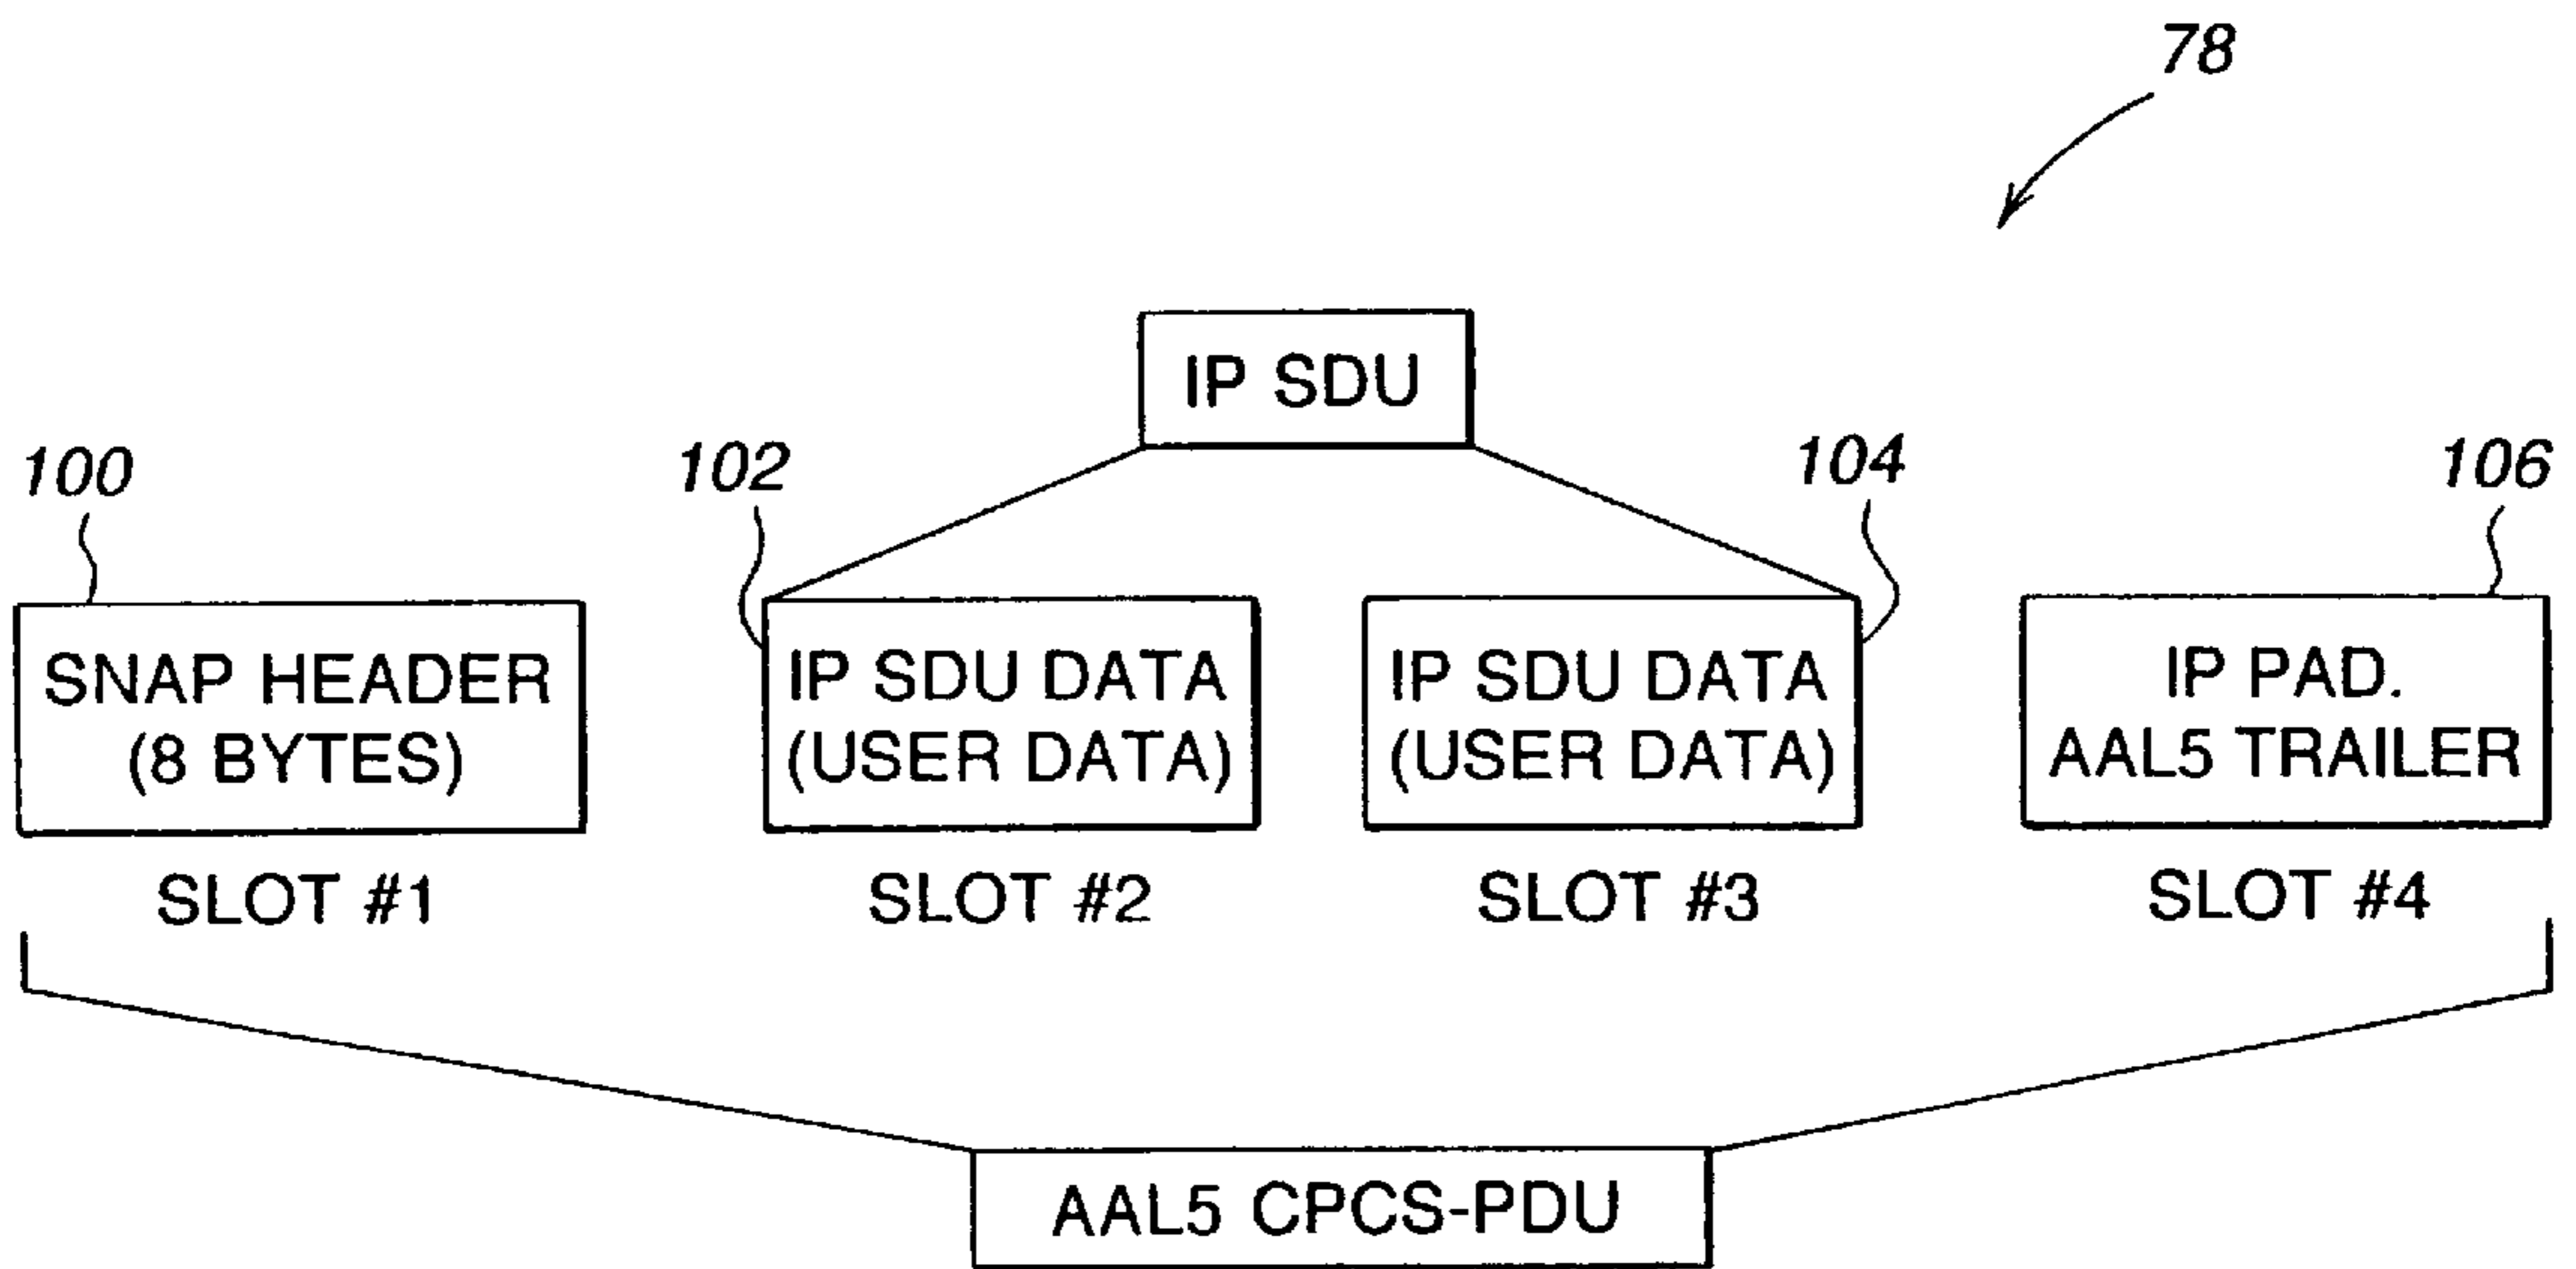 78
IP SDU
100
102
104
106
SNAP HEADER
(8 BYTES)
IP SDU DATA
(USER DATA)
IP SDU DATA
(USER DATA)
IP PAD.
AAL5 TRAILER
SLOT #1
SLOT #2
SLOT #3
SLOT #4
AAL5 CPCS-PDU